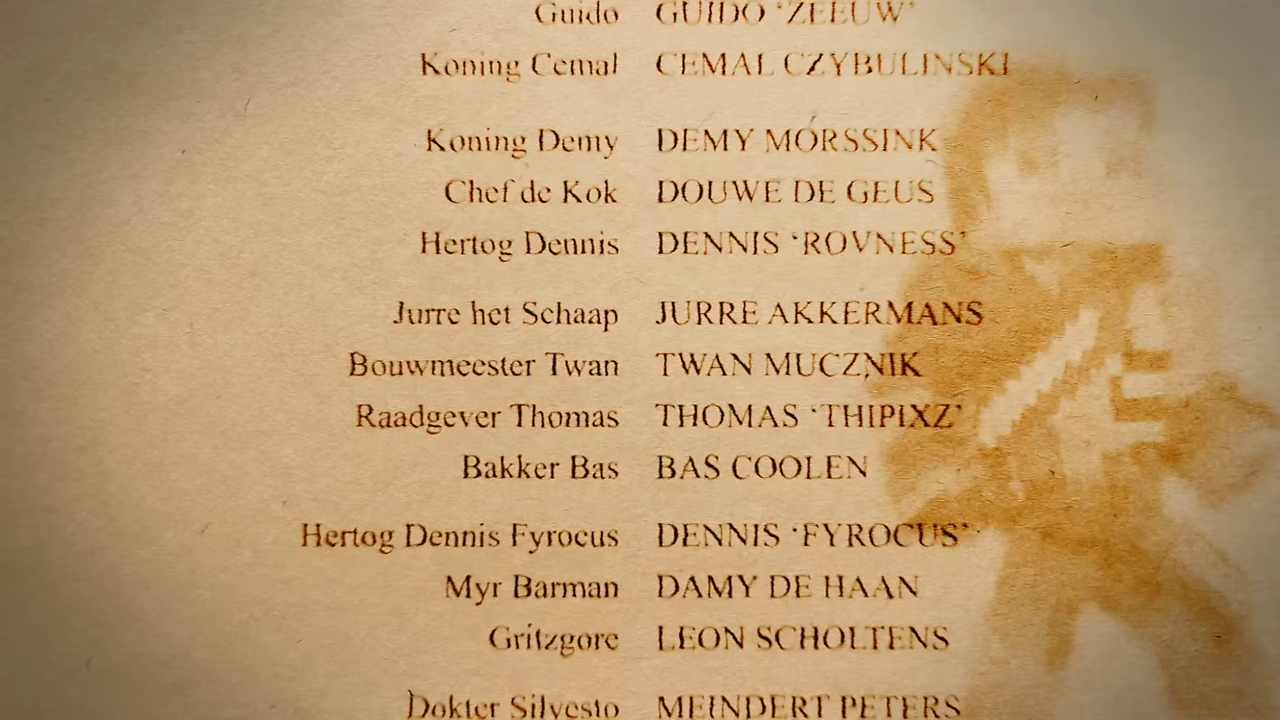 Guido GUIDO ‘ZEEUW’
Koning Cemal CEMAL CZYBULINSKI
Koning Demy DEMY MORSSINK
Chef de Kok DOUWE DE GEUS
Hertog Dennis DENNIS ‘ROVNESS’
Jurre het Schaap JURRE AKKERMANS
Bouwmeester Twan TWAN MUCZNIK
Raadgever Thomas THOMAS ‘THIPIXZ’
Bakker Bas BAS COOLEN
Hertog Dennis Fyrocus DENNIS ‘FYROCUS’
Myr Barman DAMY DE HAAN
Gritzgore LEON SCHOLTENS
Dokter Silvesto MEINDERT PETERS